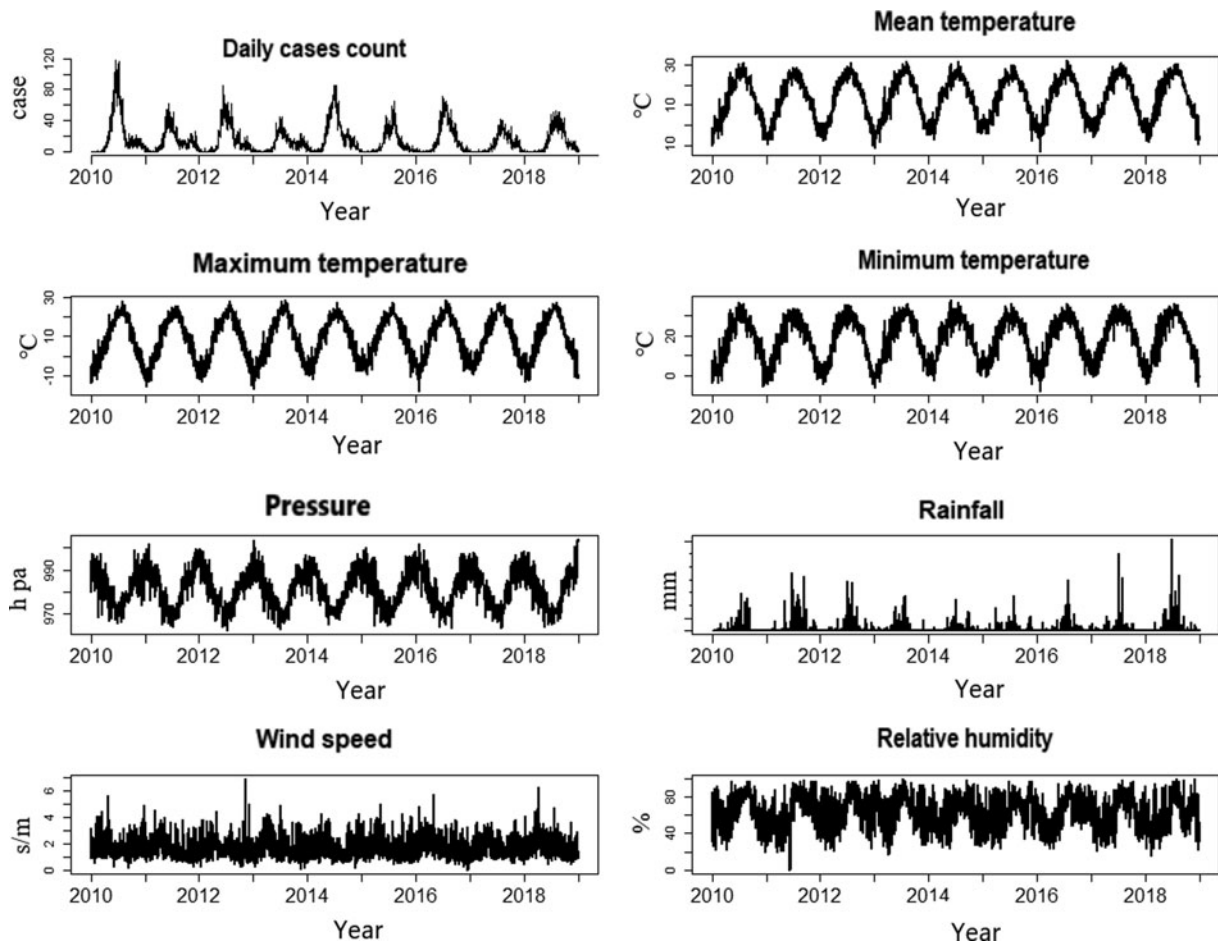 Daily cases count
case
0 40 80 120
2010 2012 2014 2016 2018
Year
Mean temperature
°C
10 10 30
2010 2012 2014 2016 2018
Year
Maximum temperature
°C
-10 10 30
2010 2012 2014 2016 2018
Year
Minimum temperature
°C
0 20
2010 2012 2014 2016 2018
Year
Pressure
h pa
970 990
2010 2012 2014 2016 2018
Year
Rainfall
mm
2010 2012 2014 2016 2018
Year
Wind speed
s/m
0 2 4 6
2010 2012 2014 2016 2018
Year
Relative humidity
%
0 40 80
2010 2012 2014 2016 2018
Year